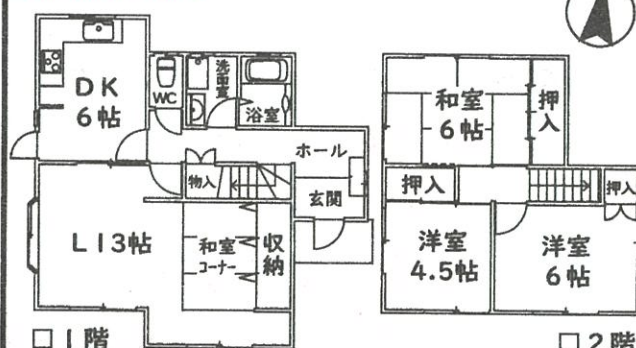 DK
6帖
WC
洗面室
浴室
ホール
物入
玄関
L13帖
和室
コーナー
収納
□1階
和室
6帖
押入
押入
押入
洋室
4.5帖
洋室
6帖
□2階